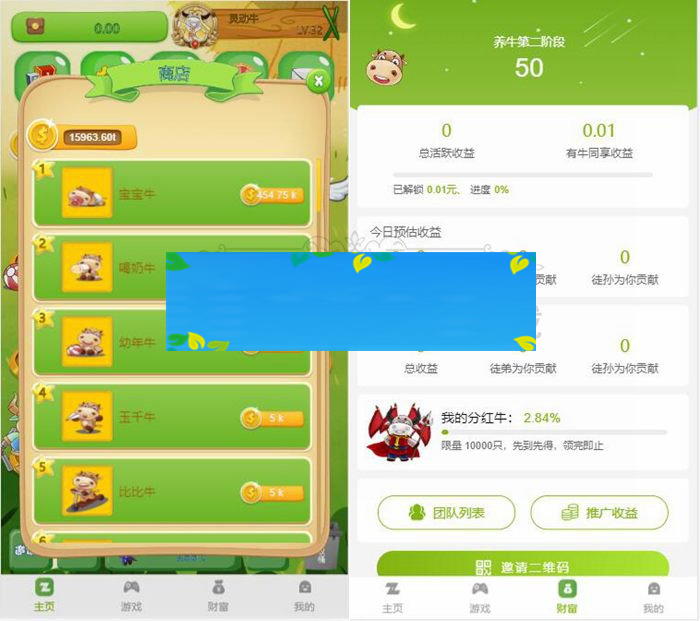 0.00
灵动牛
LV.32
商店
15963.60t
1
宝宝牛
454.75 k
2
喝奶牛
3
幼年牛
4
玉千牛
5 k
5
比比牛
5 k
6
主页
游戏
财富
我的
养牛第二阶段
50
0
总活跃收益
0.01
有牛同享收益
已解锁 0.01元、 进度 0%
今日预估收益
0
贡献
徒孙为你贡献
0
总收益
徒弟为你贡献
徒孙为你贡献
我的分红牛： 2.84%
限量 10000只，先到先得，领完即止
团队列表
推广收益
邀请二维码
主页
游戏
财富
我的